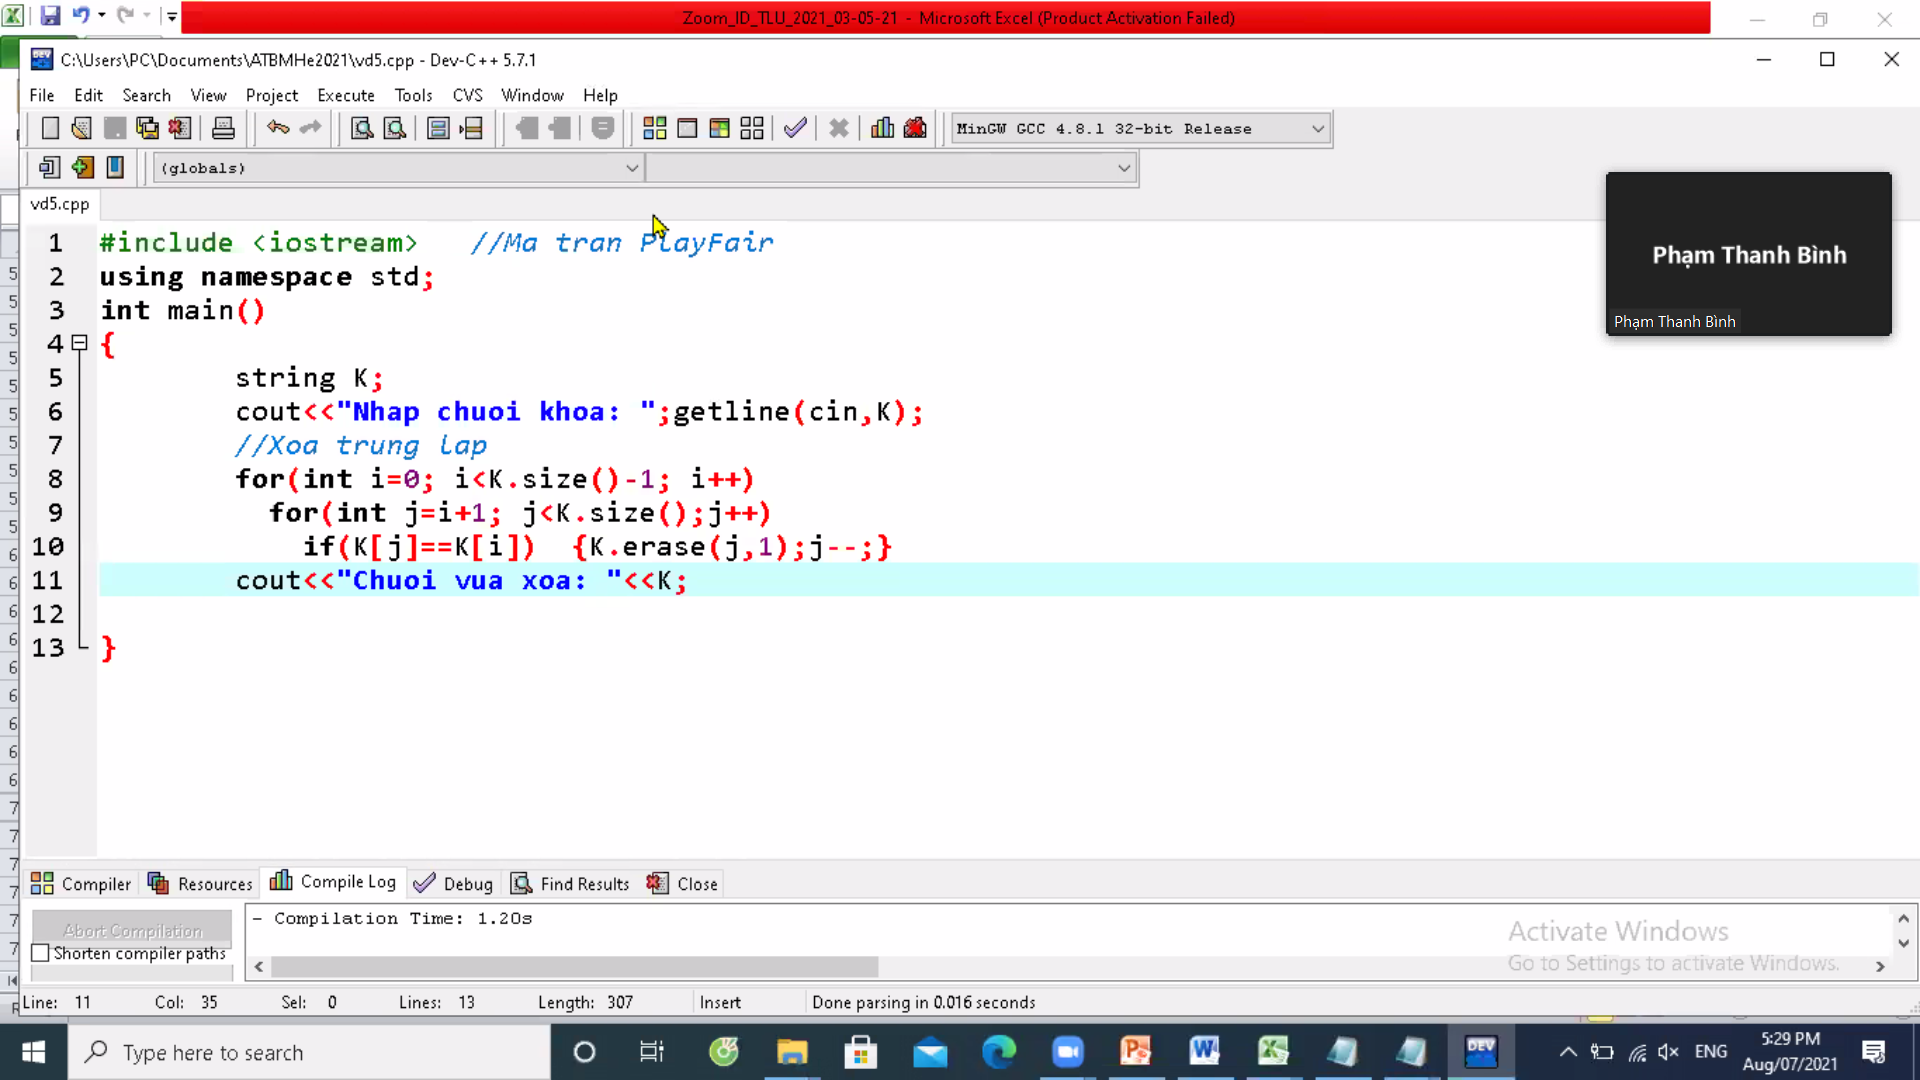 Zoom_ID_TLU_2021_03-05-21 - Microsoft Excel (Product Activation Failed)
C:\Users\PC\Documents\ATBMHe2021\vd5.cpp - Dev-C++ 5.7.1
File Edit Search View Project Execute Tools CVS Window Help
MinGW GCC 4.8.1 32-bit Release
(globals)
vd5.cpp
Phạm Thanh Bình
Phạm Thanh Bình
1 #include <iostream> //Ma tran PlayFair
2 using namespace std;
3 int main()
4 {
5 string K;
6 cout<<"Nhap chuoi khoa: ";getline(cin,K);
7 //Xoa trung lap
8 for(int i=0; i<K.size()-1; i++)
9 for(int j=i+1; j<K.size();j++)
10 if(K[j]==K[i]) {K.erase(j,1);j--;}
11 cout<<"Chuoi vua xoa: "<<K;
12
13 }
Compiler Resources Compile Log Debug Find Results Close
Abort Compilation
Shorten compiler paths
- Compilation Time: 1.20s
Activate Windows
Go to Settings to activate Windows.
Line: 11 Col: 35 Sel: 0 Lines: 13 Length: 307 Insert Done parsing in 0.016 seconds
Type here to search
DEV
ENG
5:29 PM
Aug/07/2021